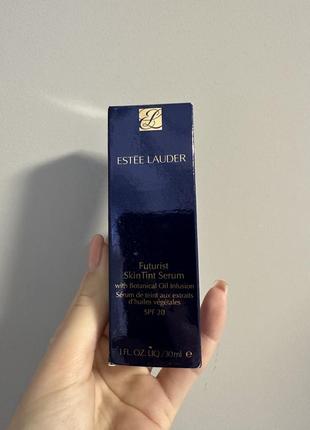 ESTĒE LAUDER
Futurist
SkinTint Serum
with Botanical Oil Infusion
Sérum de teint aux extraits
d'huiles végétales
SPF 20
1 FL. OZ. LIQ./30ml e